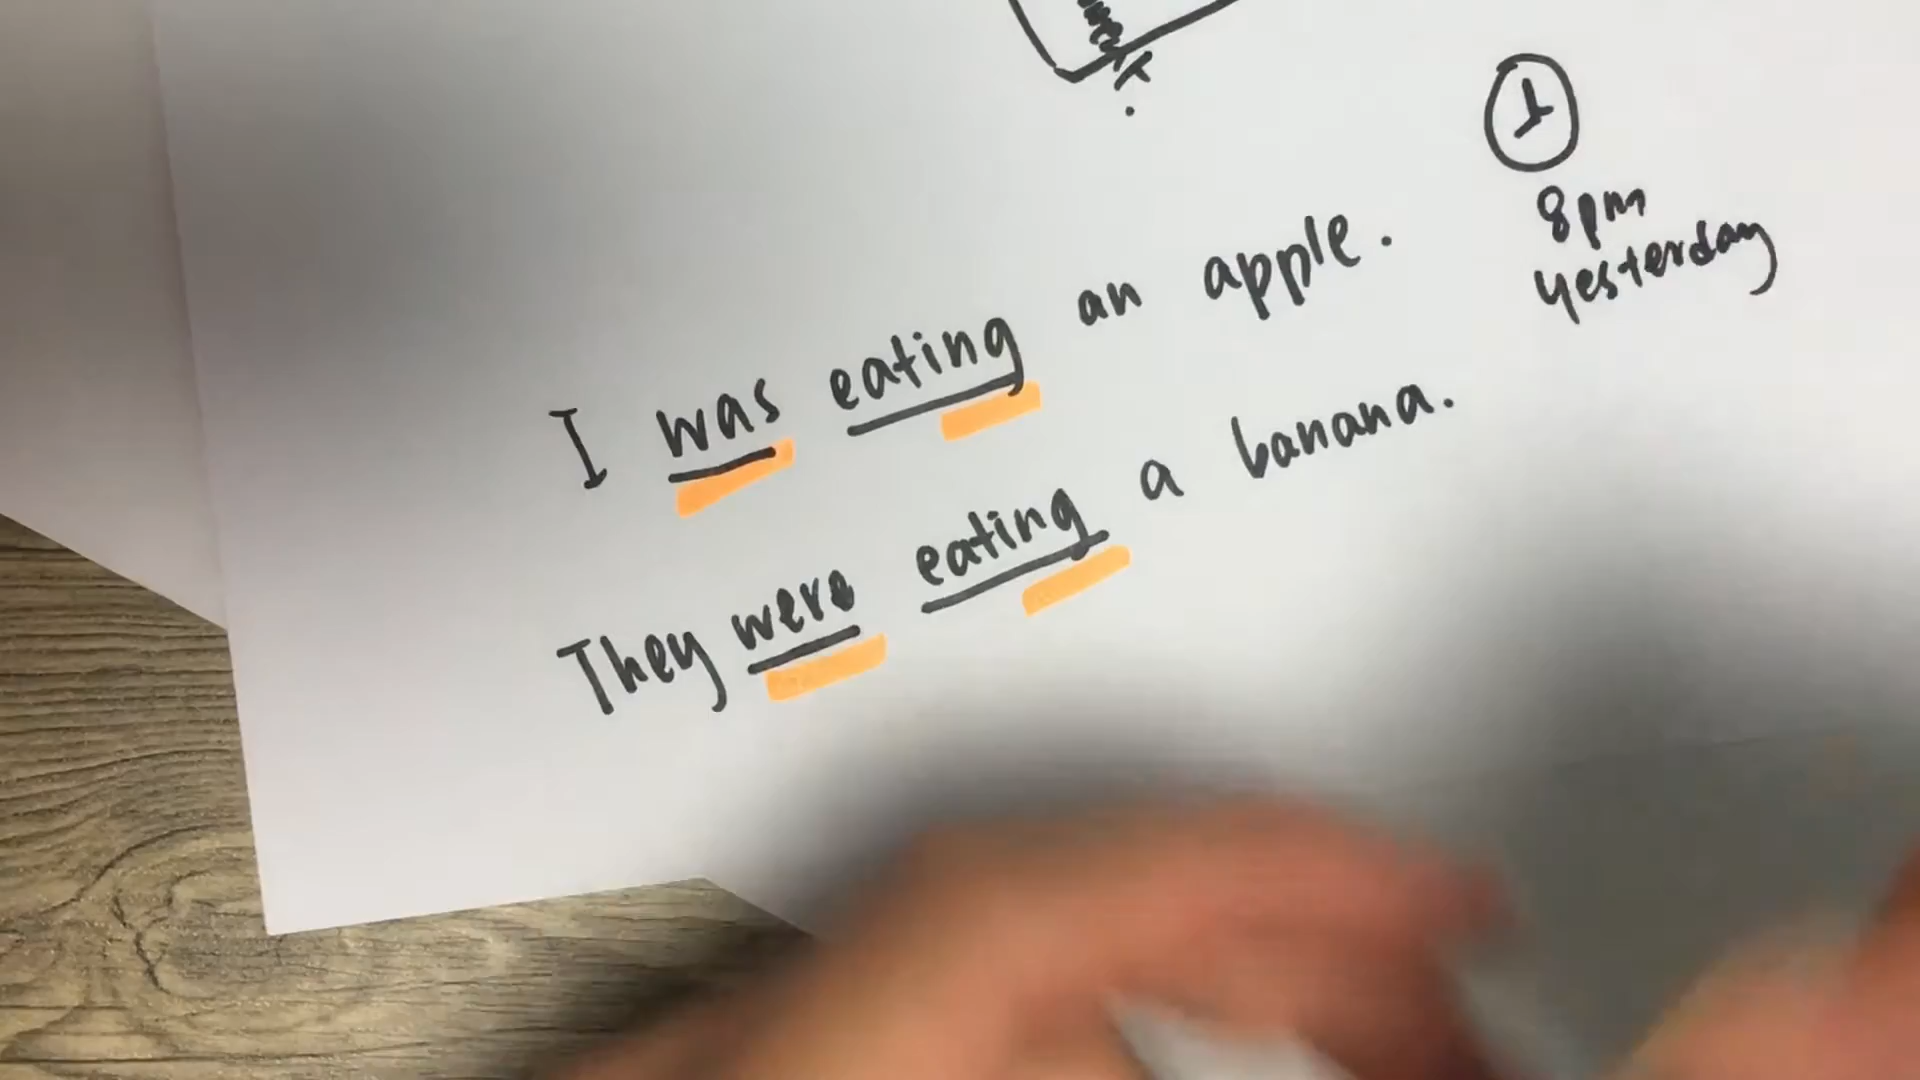 8pm
yesterday
I was eating an apple.
They were eating a banana.